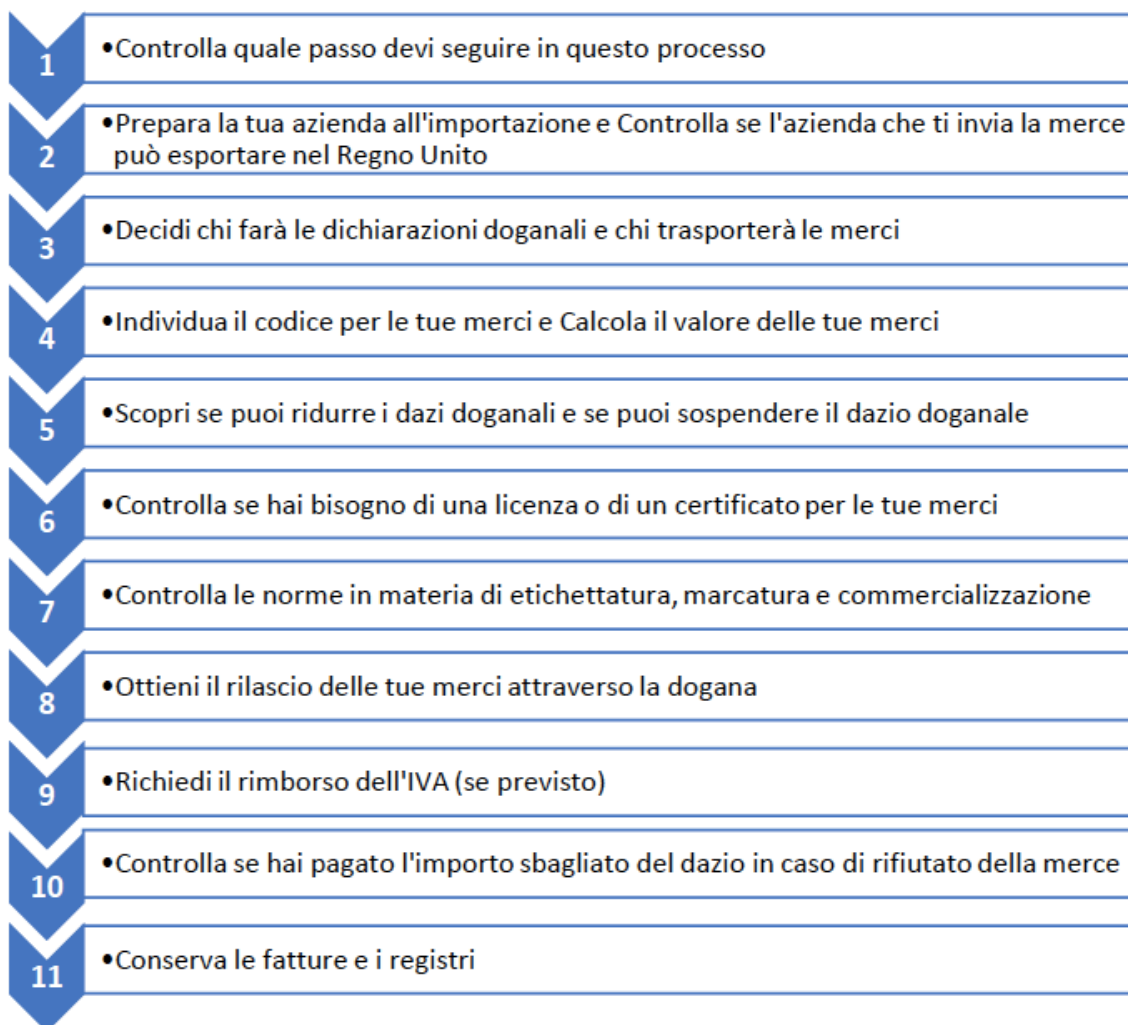 1
•Controlla quale passo devi seguire in questo processo
2
•Prepara la tua azienda all'importazione e Controlla se l'azienda che ti invia la merce
può esportare nel Regno Unito
3
•Decidi chi farà le dichiarazioni doganali e chi trasporterà le merci
4
•Individua il codice per le tue merci e Calcola il valore delle tue merci
5
•Scopri se puoi ridurre i dazi doganali e se puoi sospendere il dazio doganale
6
•Controlla se hai bisogno di una licenza o di un certificato per le tue merci
7
•Controlla le norme in materia di etichettatura, marcatura e commercializzazione
8
•Ottieni il rilascio delle tue merci attraverso la dogana
9
•Richiedi il rimborso dell'IVA (se previsto)
10
•Controlla se hai pagato l'importo sbagliato del dazio in caso di rifiutato della merce
11
•Conserva le fatture e i registri